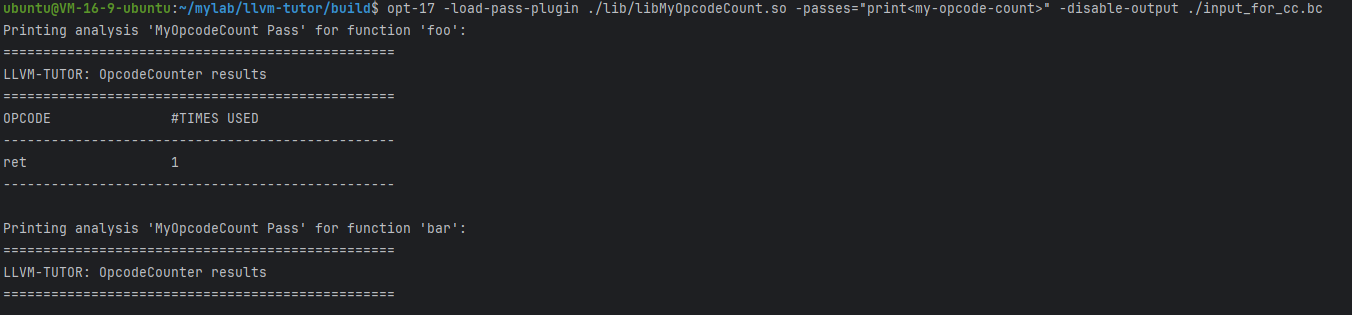 ubuntu@VM-16-9-ubuntu:~/mylab/llvm-tutor/build$ opt-17 -load-pass-plugin ./lib/libMyOpcodeCount.so -passes="print<my-opcode-count>" -disable-output ./input_for_cc.bc
Printing analysis 'MyOpcodeCount Pass' for function 'foo':
=================================================
LLVM-TUTOR: OpcodeCounter results
=================================================
OPCODE               #TIMES USED
-------------------------------------------------
ret                  1
-------------------------------------------------

Printing analysis 'MyOpcodeCount Pass' for function 'bar':
=================================================
LLVM-TUTOR: OpcodeCounter results
=================================================